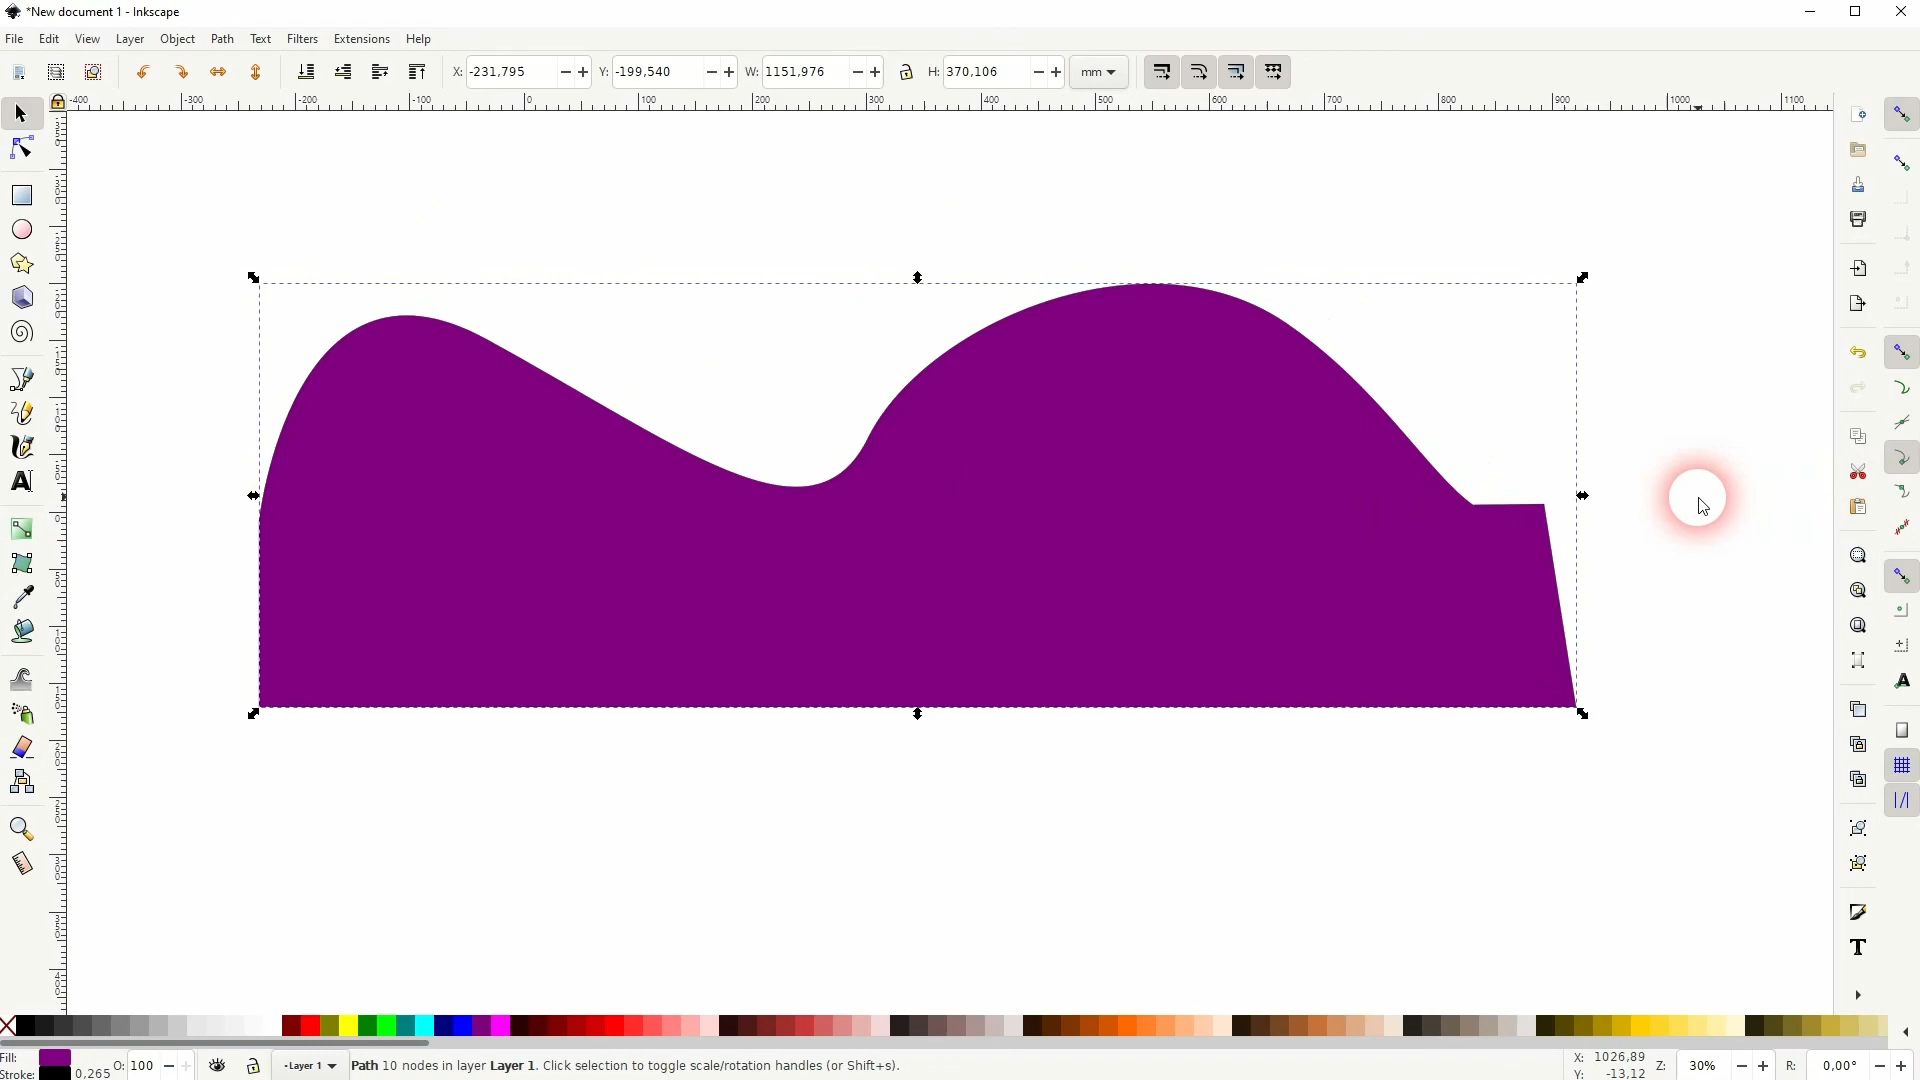 *New document 1 - Inkscape
File Edit View Layer Object Path Text Filters Extensions Help
X: -231,795 Y: -199,540 W: 1151,976 H: 370,106 mm
-400 -300 -200 -100 0 100 200 300 400 500 600 700 800 900 1000 1100
Fill: O: 100 -Layer 1 Path 10 nodes in layer Layer 1. Click selection to toggle scale/rotation handles (or Shift+s). X: 1026,89 Z: 30% R: 0,00°
Stroke: 0,265 Y: -13,12